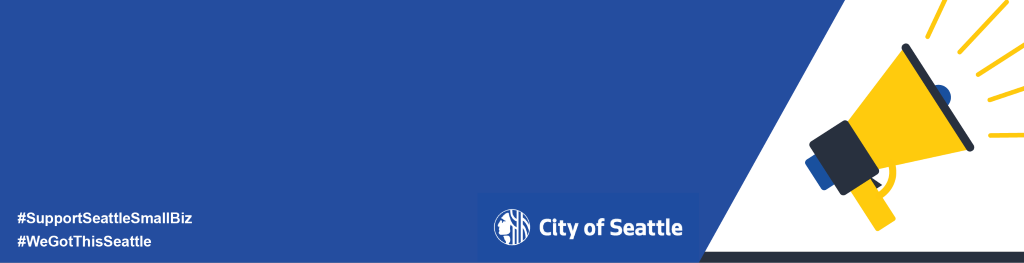 #SupportSeattleSmallBiz
#WeGotThisSeattle
City of Seattle